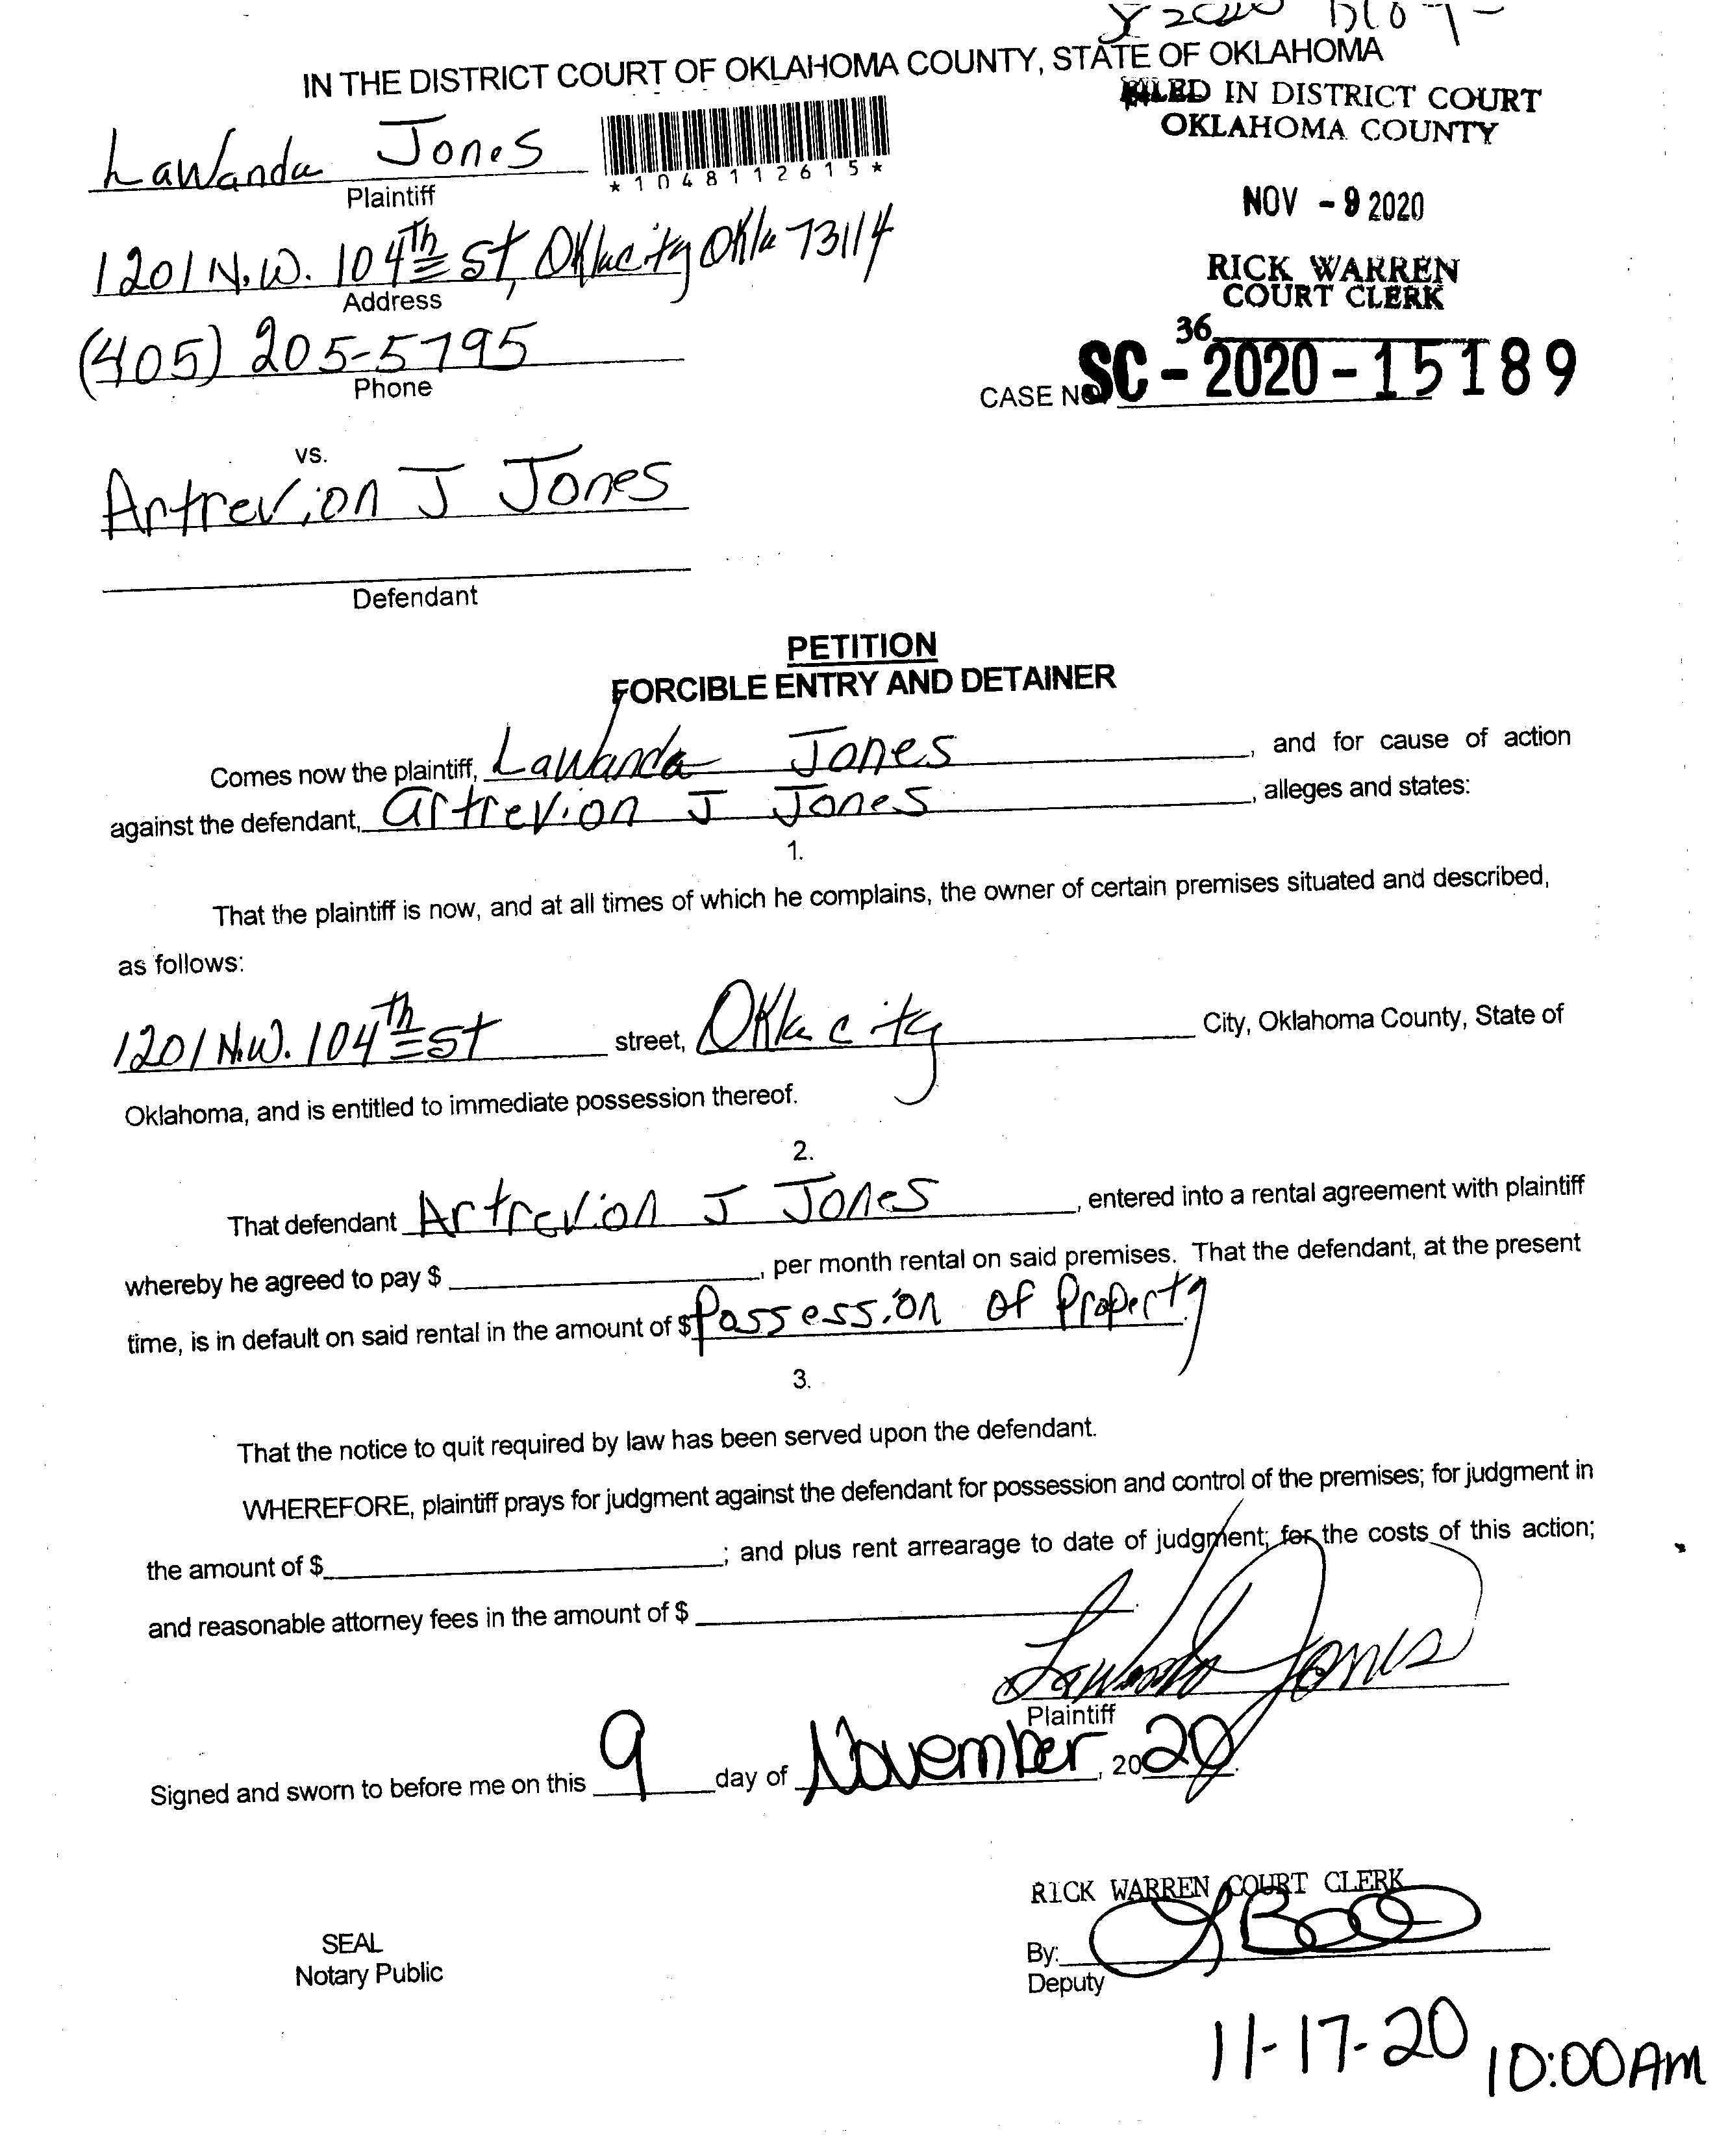 IN THE DISTRICT COURT OF OKLAHOMA COUNTY, STATE OF OKLAHOMA
FILED IN DISTRICT COURT
OKLAHOMA COUNTY
LaWanda Jones
*1048112615*
Plaintiff
NOV - 9 2020
1201 N.W. 104th St, Okla city Okla 73114
Address
RICK WARREN
COURT CLERK
(405) 205-5795
Phone
36
CASE NO. SC-2020-15189
vs.
Artrevion J Jones
Defendant
PETITION
FORCIBLE ENTRY AND DETAINER
Comes now the plaintiff, LaWanda Jones, and for cause of action
against the defendant, Artrevion J Jones, alleges and states:
1.
That the plaintiff is now, and at all times of which he complains, the owner of certain premises situated and described,
as follows:
1201 N.W. 104th St street, Okla city City, Oklahoma County, State of
Oklahoma, and is entitled to immediate possession thereof.
2.
That defendant Artrevion J Jones, entered into a rental agreement with plaintiff
whereby he agreed to pay $, per month rental on said premises. That the defendant, at the present
time, is in default on said rental in the amount of $ Possession of Property.
3.
That the notice to quit required by law has been served upon the defendant.
WHEREFORE, plaintiff prays for judgment against the defendant for possession and control of the premises; for judgment in
the amount of $; and plus rent arrearage to date of judgment; for the costs of this action;
and reasonable attorney fees in the amount of $.
LaWanda Jones
Plaintiff
Signed and sworn to before me on this 9 day of November, 2020.
RICK WARREN COURT CLERK
SEAL
Notary Public
By:
Deputy
11-17-20 10:00AM